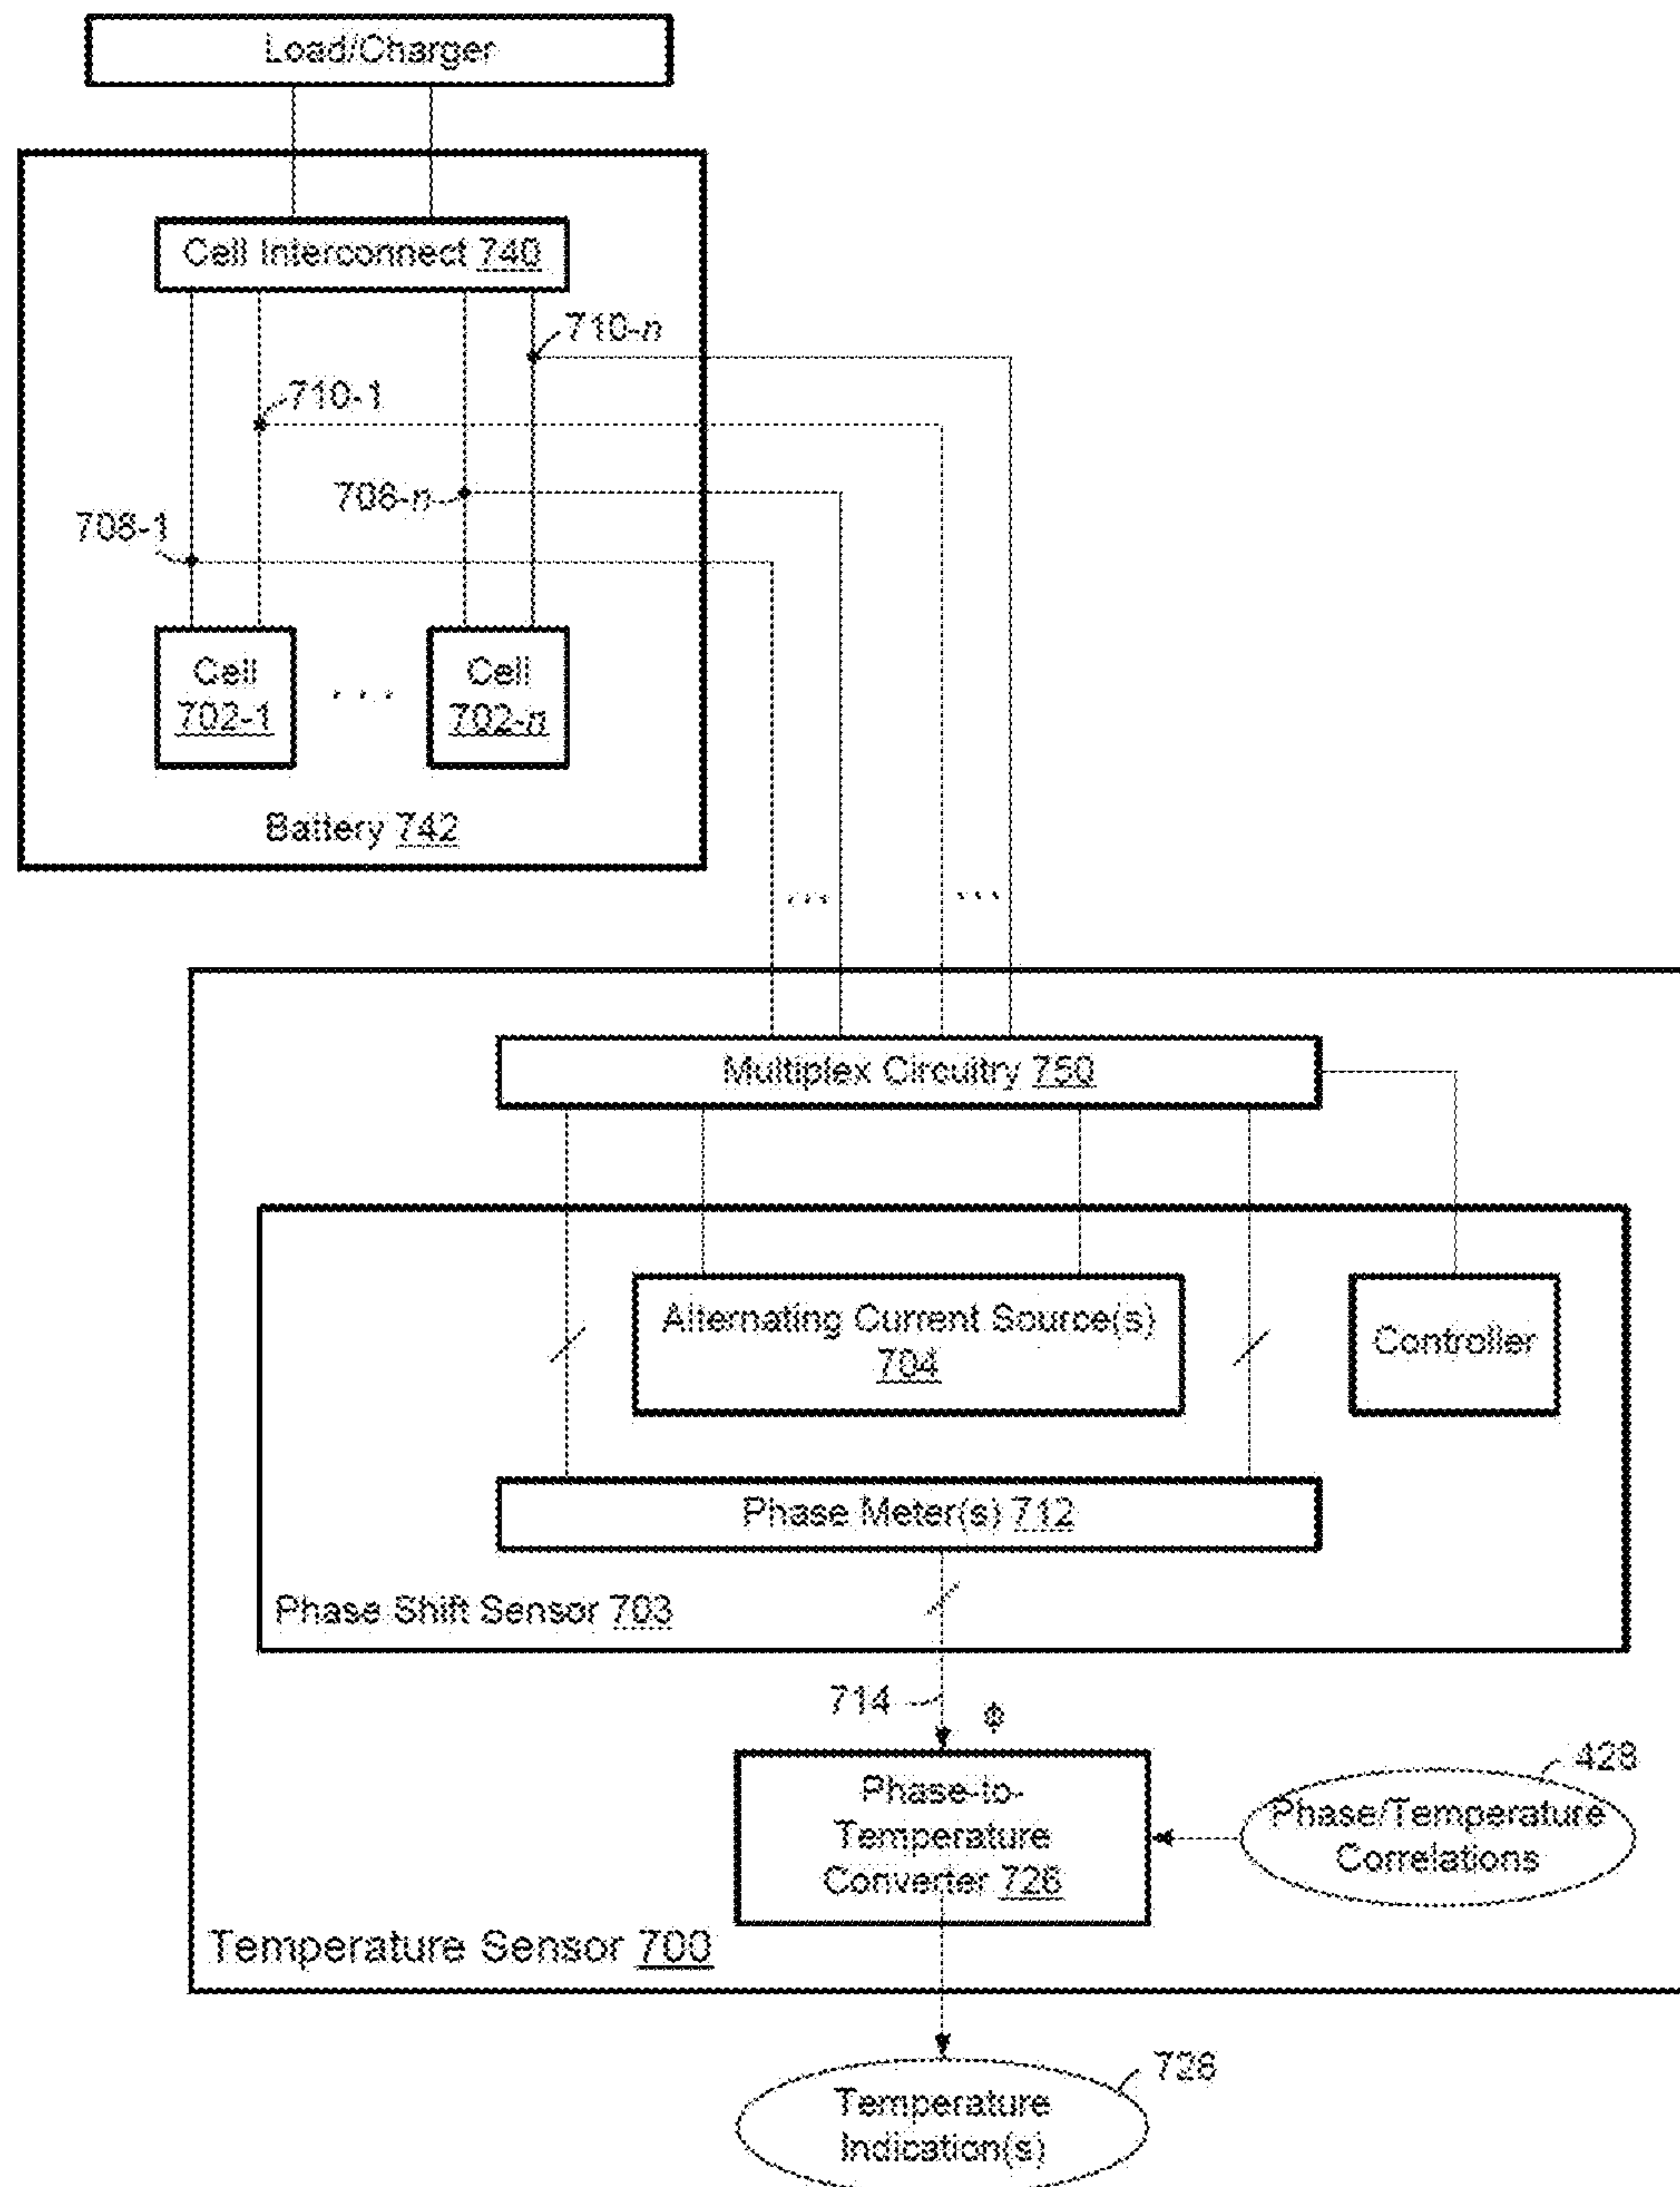 Load/Charger
Cell Interconnect 740
710-n
710-1
708-n
708-1
Cell
702-1
. . .
Cell
702-n
Battery 742
...
...
Multiplex Circuitry 750
Alternating Current Source(s)
704
Controller
Phase Meter(s) 712
Phase Shift Sensor 703
714
Φ
428
Phase-to-
Temperature
Converter 726
Phase/Temperature
Correlations
Temperature Sensor 700
728
Temperature
Indication(s)